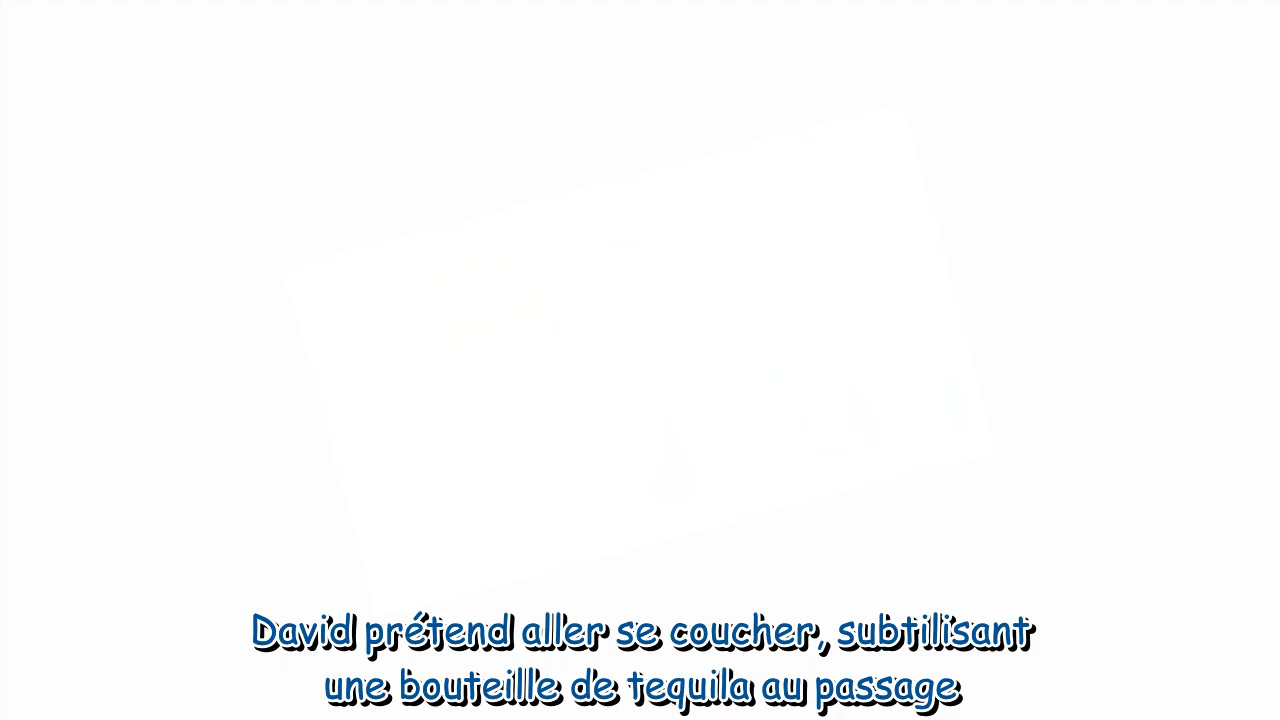 David prétend aller se coucher, subtilisant
une bouteille de tequila au passage